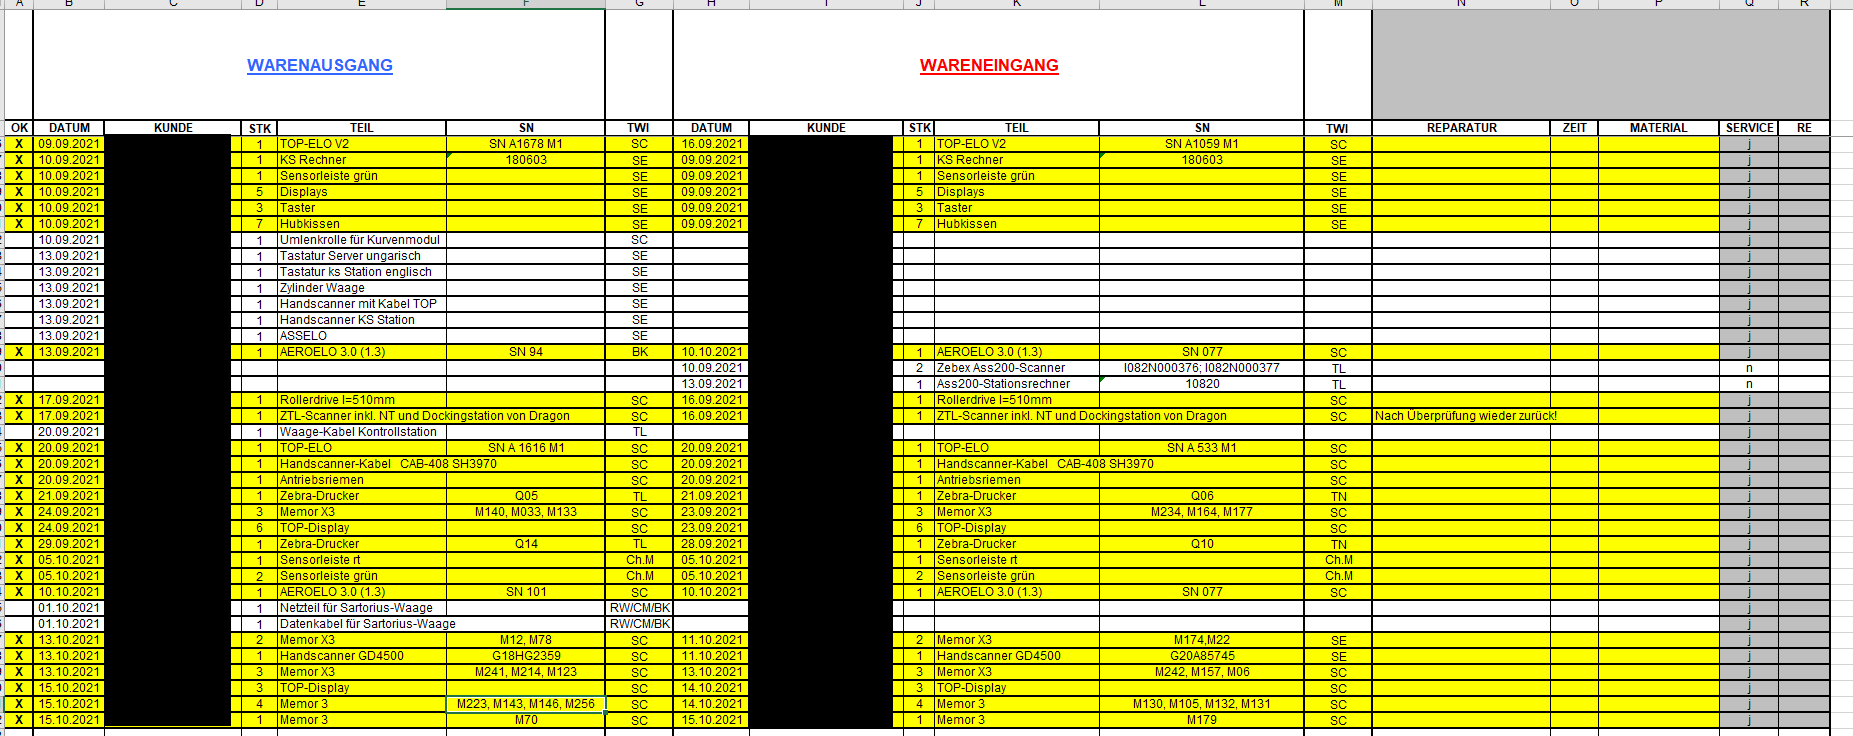 A B C D E F G H I J K L M N O P Q R
WARENAUSGANG WARENEINGANG
OK DATUM KUNDE STK TEIL SN TWI DATUM KUNDE STK TEIL SN TWI REPARATUR ZEIT MATERIAL SERVICE RE
X 09.09.2021 1 TOP-ELO V2 SN A1678 M1 SC 16.09.2021 1 TOP-ELO V2 SN A1059 M1 SC j
X 10.09.2021 1 KS Rechner 180603 SE 09.09.2021 1 KS Rechner 180603 SE j
X 10.09.2021 1 Sensorleiste grün SE 09.09.2021 1 Sensorleiste grün SE j
X 10.09.2021 5 Displays SE 09.09.2021 5 Displays SE j
X 10.09.2021 3 Taster SE 09.09.2021 3 Taster SE j
X 10.09.2021 7 Hubkissen SE 09.09.2021 7 Hubkissen SE j
10.09.2021 1 Umlenkrolle für Kurvenmodul SC j
13.09.2021 1 Tastatur Server ungarisch SE j
13.09.2021 1 Tastatur ks Station englisch SE j
13.09.2021 1 Zylinder Waage SE j
13.09.2021 1 Handscanner mit Kabel TOP SE j
13.09.2021 1 Handscanner KS Station SE j
13.09.2021 1 ASSELO SE j
X 13.09.2021 1 AEROELO 3.0 (1.3) SN 94 BK 10.10.2021 1 AEROELO 3.0 (1.3) SN 077 SC j
10.09.2021 2 Zebex Ass200-Scanner I082N000376; I082N000377 TL n
13.09.2021 1 Ass200-Stationsrechner 10820 TL n
X 17.09.2021 1 Rollerdrive l=510mm SC 16.09.2021 1 Rollerdrive l=510mm SC j
X 17.09.2021 1 ZTL-Scanner inkl. NT und Dockingstation von Dragon SC 16.09.2021 1 ZTL-Scanner inkl. NT und Dockingstation von Dragon SC Nach Überprüfung wieder zurück! j
20.09.2021 1 Waage-Kabel Kontrollstation TL j
X 20.09.2021 1 TOP-ELO SN A 1616 M1 SC 20.09.2021 1 TOP-ELO SN A 533 M1 SC j
X 20.09.2021 1 Handscanner-Kabel CAB-408 SH3970 SC 20.09.2021 1 Handscanner-Kabel CAB-408 SH3970 SC j
X 20.09.2021 1 Antriebsriemen SC 20.09.2021 1 Antriebsriemen SC j
X 21.09.2021 1 Zebra-Drucker Q05 TL 21.09.2021 1 Zebra-Drucker Q06 TN j
X 24.09.2021 3 Memor X3 M140, M033, M133 SC 23.09.2021 3 Memor X3 M234, M164, M177 SC j
X 24.09.2021 6 TOP-Display SC 23.09.2021 6 TOP-Display SC j
X 29.09.2021 1 Zebra-Drucker Q14 TL 28.09.2021 1 Zebra-Drucker Q10 TN j
X 05.10.2021 1 Sensorleiste rt Ch.M 05.10.2021 1 Sensorleiste rt Ch.M j
X 05.10.2021 2 Sensorleiste grün Ch.M 05.10.2021 2 Sensorleiste grün Ch.M j
X 10.10.2021 1 AEROELO 3.0 (1.3) SN 101 SC 10.10.2021 1 AEROELO 3.0 (1.3) SN 077 SC j
01.10.2021 1 Netzteil für Sartorius-Waage RW/CM/BK j
01.10.2021 1 Datenkabel für Sartorius-Waage RW/CM/BK j
X 13.10.2021 2 Memor X3 M12, M78 SC 11.10.2021 2 Memor X3 M174,M22 SE j
X 13.10.2021 1 Handscanner GD4500 G18HG2359 SC 11.10.2021 1 Handscanner GD4500 G20A85745 SE j
X 13.10.2021 3 Memor X3 M241, M214, M123 SC 13.10.2021 3 Memor X3 M242, M157, M06 SC j
X 15.10.2021 3 TOP-Display SC 14.10.2021 3 TOP-Display SC j
X 15.10.2021 4 Memor 3 M223, M143, M146, M256 SC 14.10.2021 4 Memor 3 M130, M105, M132, M131 SC j
X 15.10.2021 1 Memor 3 M70 SC 15.10.2021 1 Memor 3 M179 SC j